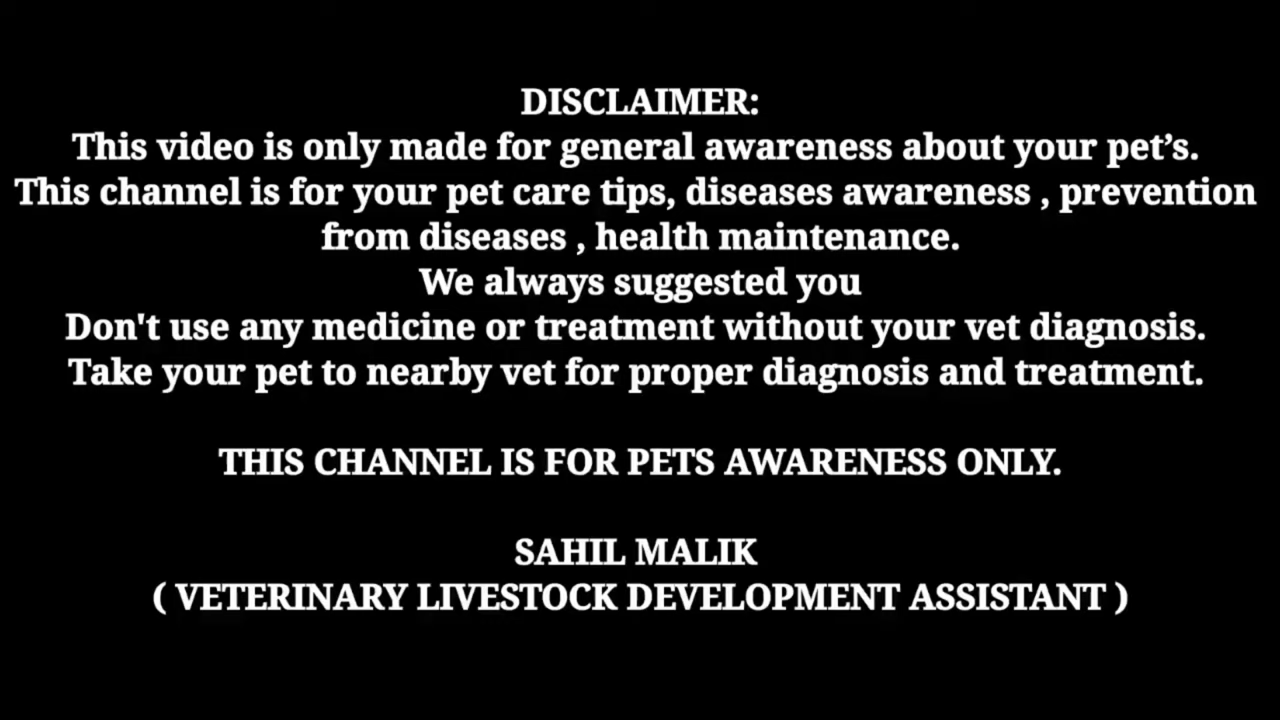 DISCLAIMER:
This video is only made for general awareness about your pet’s.
This channel is for your pet care tips, diseases awareness , prevention
from diseases , health maintenance.
We always suggested you
Don't use any medicine or treatment without your vet diagnosis.
Take your pet to nearby vet for proper diagnosis and treatment.
THIS CHANNEL IS FOR PETS AWARENESS ONLY.
SAHIL MALIK
( VETERINARY LIVESTOCK DEVELOPMENT ASSISTANT )